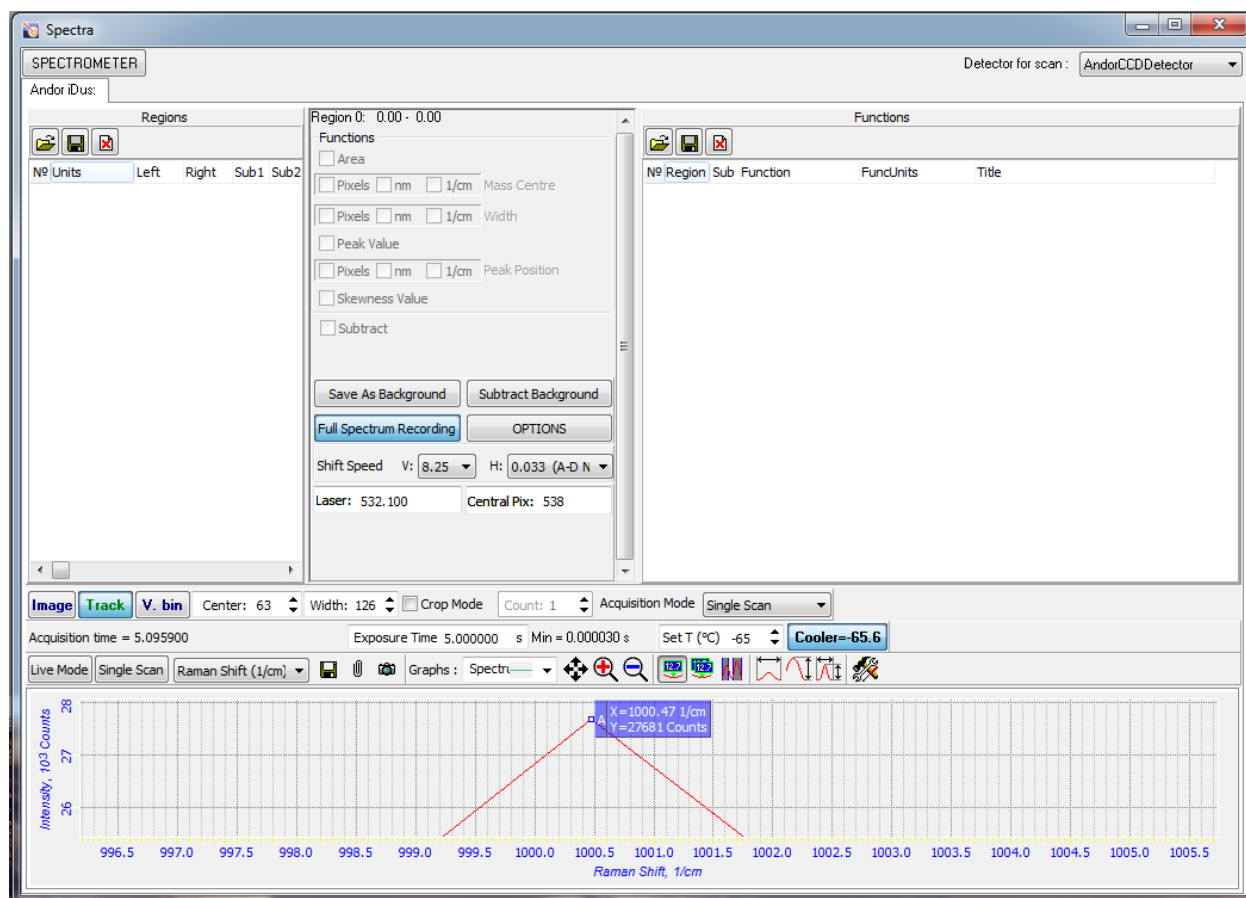 Spectra
SPECTROMETER
Detector for scan : AndorCCDDetector
Andor iDus:
Regions
Nº Units Left Right Sub1 Sub2
Region 0: 0.00 - 0.00
Functions
Area
Pixels nm 1/cm Mass Centre
Pixels nm 1/cm Width
Peak Value
Pixels nm 1/cm Peak Position
Skewness Value
Subtract
Save As Background Subtract Background
Full Spectrum Recording OPTIONS
Shift Speed V: 8.25 H: 0.033 (A-D N
Laser: 532.100 Central Pix: 538
Functions
Nº Region Sub Function FuncUnits Title
Image Track V. bin Center: 63 Width: 126 Crop Mode Count: 1 Acquisition Mode Single Scan
Acquisition time = 5.095900 Exposure Time 5.000000 s Min = 0.000030 s Set T (ºC) -65 Cooler=-65.6
Live Mode Single Scan Raman Shift (1/cm) Graphs : Spectru
Intensity, 10³ Counts
28
27
26
A
X=1000.47 1/cm
Y=27681 Counts
996.5 997.0 997.5 998.0 998.5 999.0 999.5 1000.0 1000.5 1001.0 1001.5 1002.0 1002.5 1003.0 1003.5 1004.0 1004.5 1005.0 1005.5
Raman Shift, 1/cm